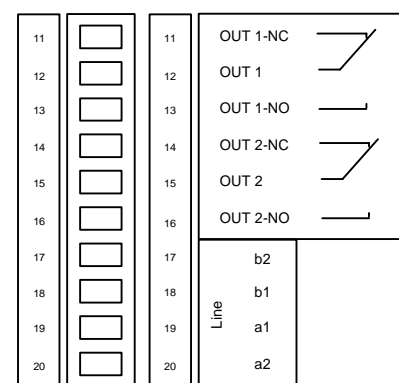 11 11 OUT 1-NC
12 12 OUT 1
13 13 OUT 1-NO
14 14 OUT 2-NC
15 15 OUT 2
16 16 OUT 2-NO
17 17 b2
18 18 b1
Line
19 19 a1
20 20 a2